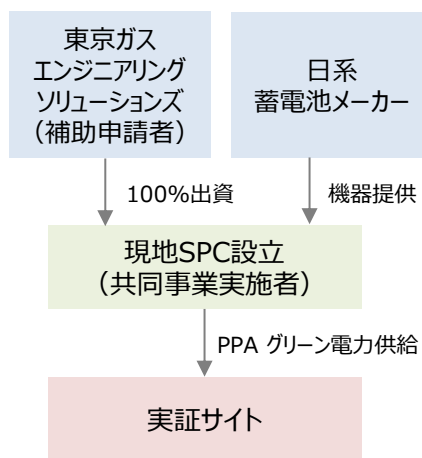 東京ガス
エンジニアリング
ソリューションズ
（補助申請者）
日系
蓄電池メーカー
100%出資
機器提供
現地SPC設立
（共同事業実施者）
PPA グリーン電力供給
実証サイト